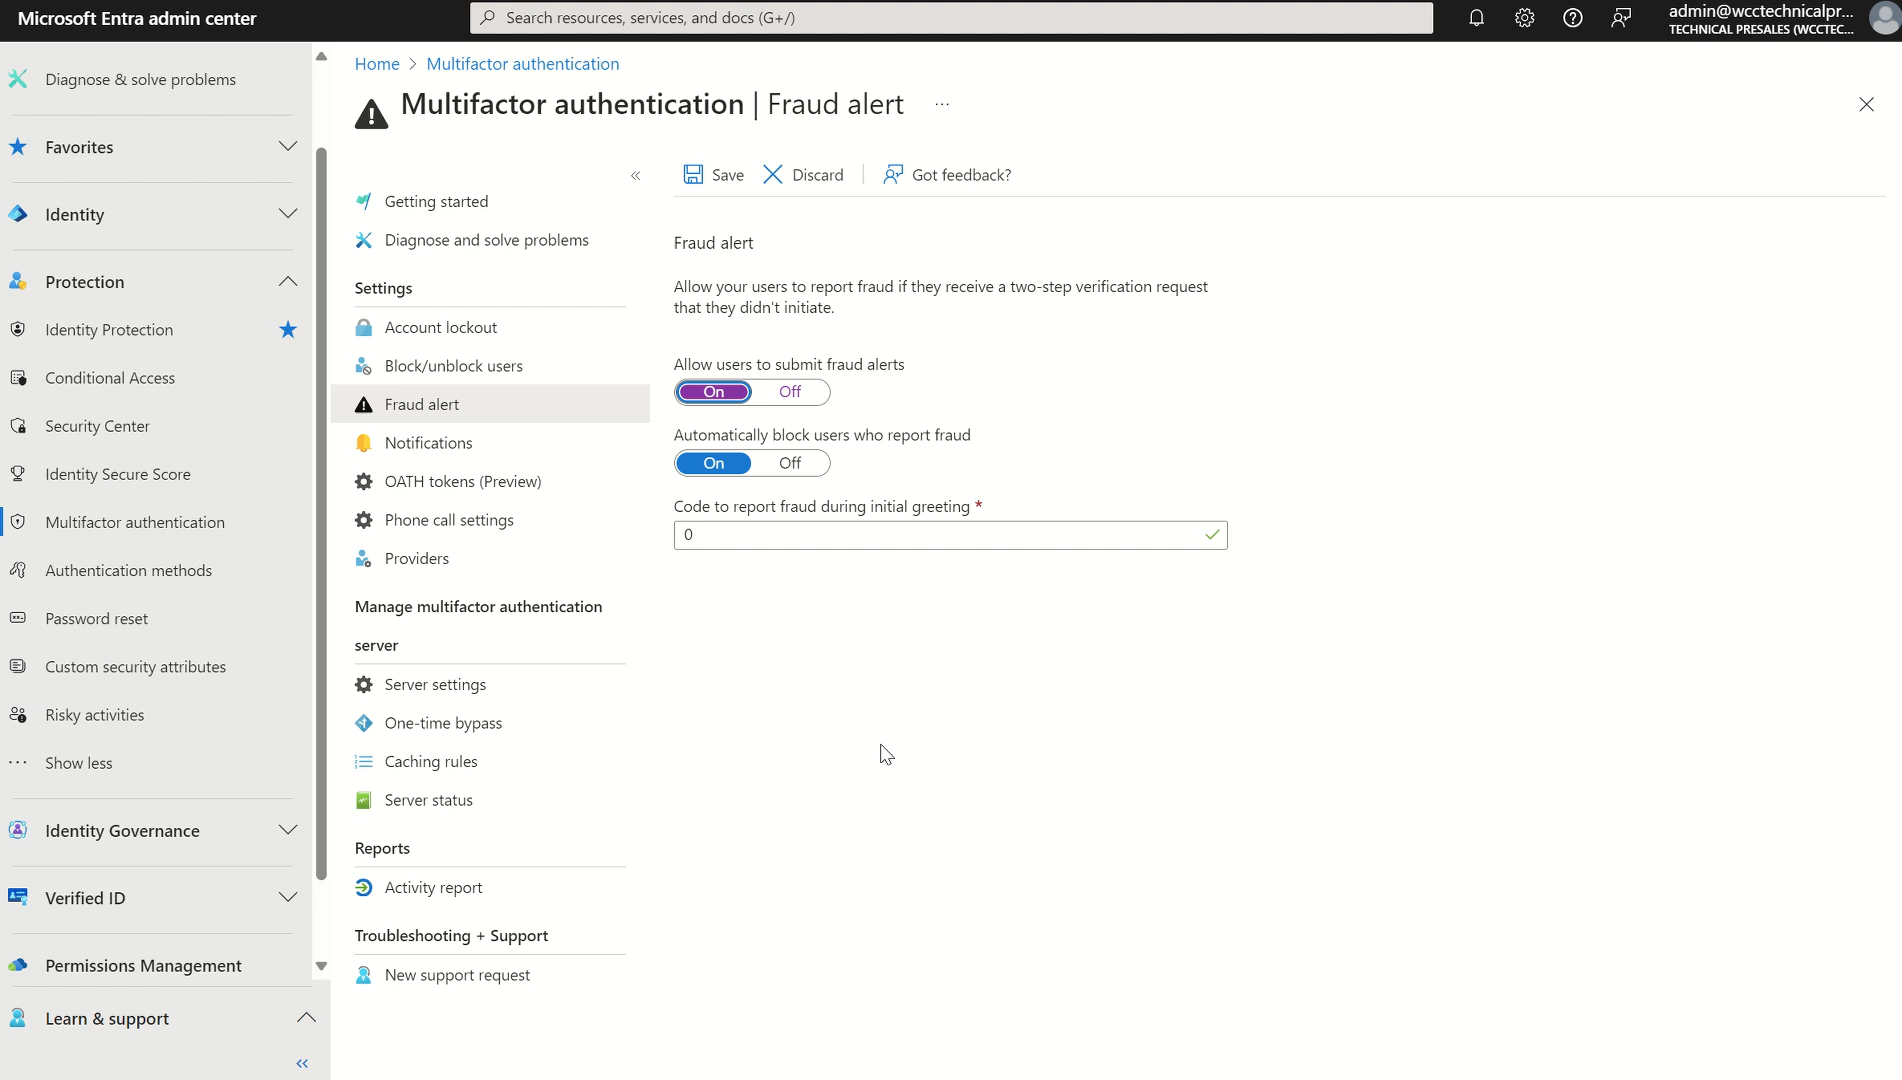 Microsoft Entra admin center
Search resources, services, and docs (G+/)
admin@wcctechnicalpr...
TECHNICAL PRESALES (WCCTEC...
Diagnose & solve problems
Favorites
Identity
Protection
Identity Protection
Conditional Access
Security Center
Identity Secure Score
Multifactor authentication
Authentication methods
Password reset
Custom security attributes
Risky activities
Show less
Identity Governance
Verified ID
Permissions Management
Learn & support
Home > Multifactor authentication
Multifactor authentication | Fraud alert ...
Getting started
Diagnose and solve problems
Settings
Account lockout
Block/unblock users
Fraud alert
Notifications
OATH tokens (Preview)
Phone call settings
Providers
Manage multifactor authentication
server
Server settings
One-time bypass
Caching rules
Server status
Reports
Activity report
Troubleshooting + Support
New support request
Save Discard Got feedback?
Fraud alert
Allow your users to report fraud if they receive a two-step verification request
that they didn't initiate.
Allow users to submit fraud alerts
On Off
Automatically block users who report fraud
On Off
Code to report fraud during initial greeting *
0